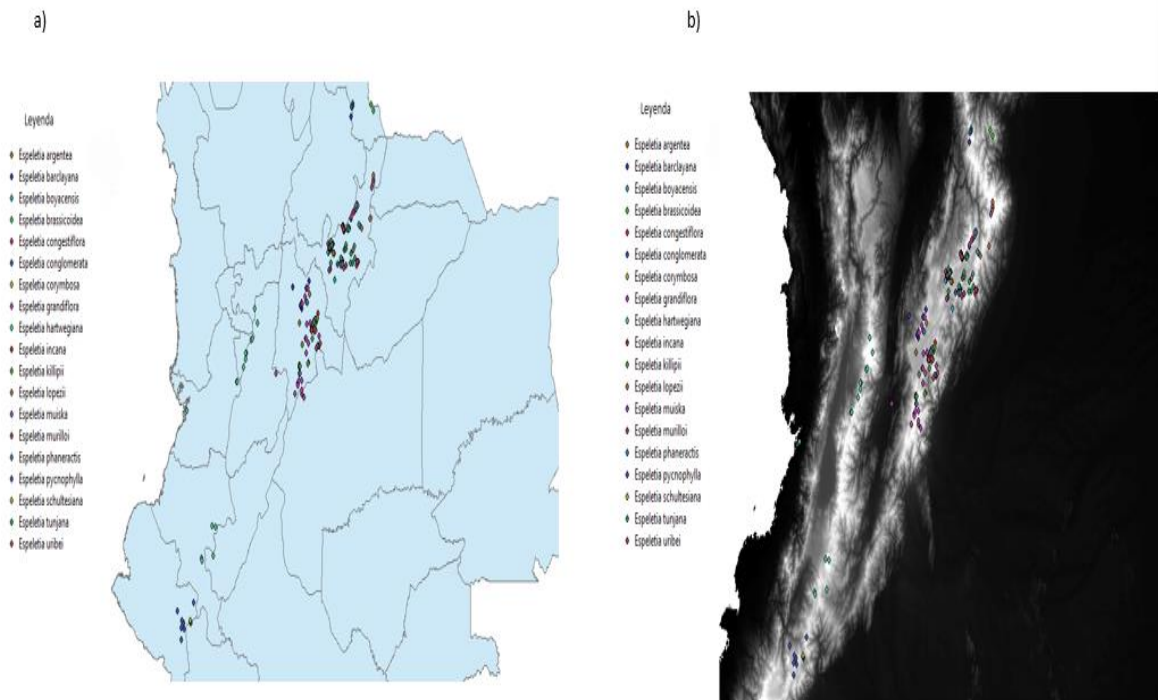 a)
Leyenda
Espeletia argentea
Espeletia barclayana
Espeletia boyacensis
Espeletia brassicoidea
Espeletia congestiflora
Espeletia conglomerata
Espeletia corymbosa
Espeletia grandiflora
Espeletia hartwegiana
Espeletia incana
Espeletia killipii
Espeletia lopezii
Espeletia muiska
Espeletia murilloi
Espeletia phaneractis
Espeletia pycnophylla
Espeletia schultesiana
Espeletia tunjana
Espeletia uribei
b)
Leyenda
Espeletia argentea
Espeletia barclayana
Espeletia boyacensis
Espeletia brassicoidea
Espeletia congestiflora
Espeletia conglomerata
Espeletia corymbosa
Espeletia grandiflora
Espeletia hartwegiana
Espeletia incana
Espeletia killipii
Espeletia lopezii
Espeletia muiska
Espeletia murilloi
Espeletia phaneractis
Espeletia pycnophylla
Espeletia schultesiana
Espeletia tunjana
Espeletia uribei